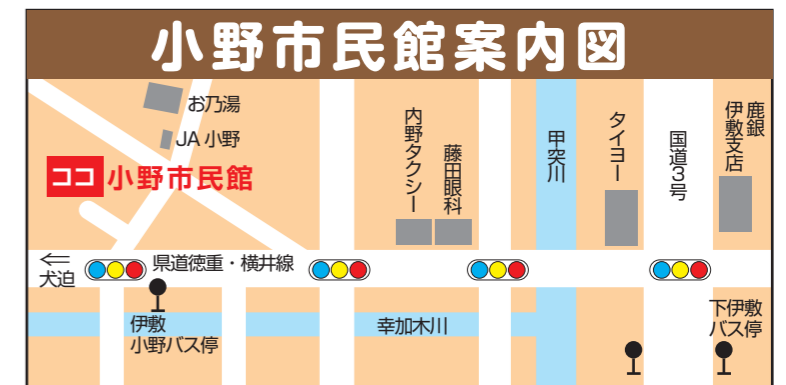 小野市民館案内図
お乃湯
JA 小野
ココ 小野市民館
内野タクシー
藤田眼科
甲突川
タイヨー
国道3号
鹿銀
伊敷支店
←
犬迫
県道徳重・横井線
伊敷
小野バス停
幸加木川
下伊敷
バス停